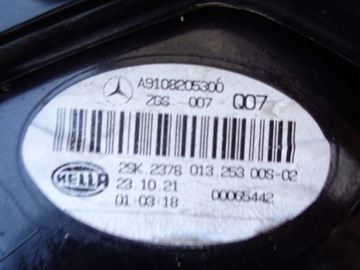 A9108205300
ZGS 007 Q07
2SK.2378 013.253 00S-02
HELLA
23.10.21
01 03 18 00065442